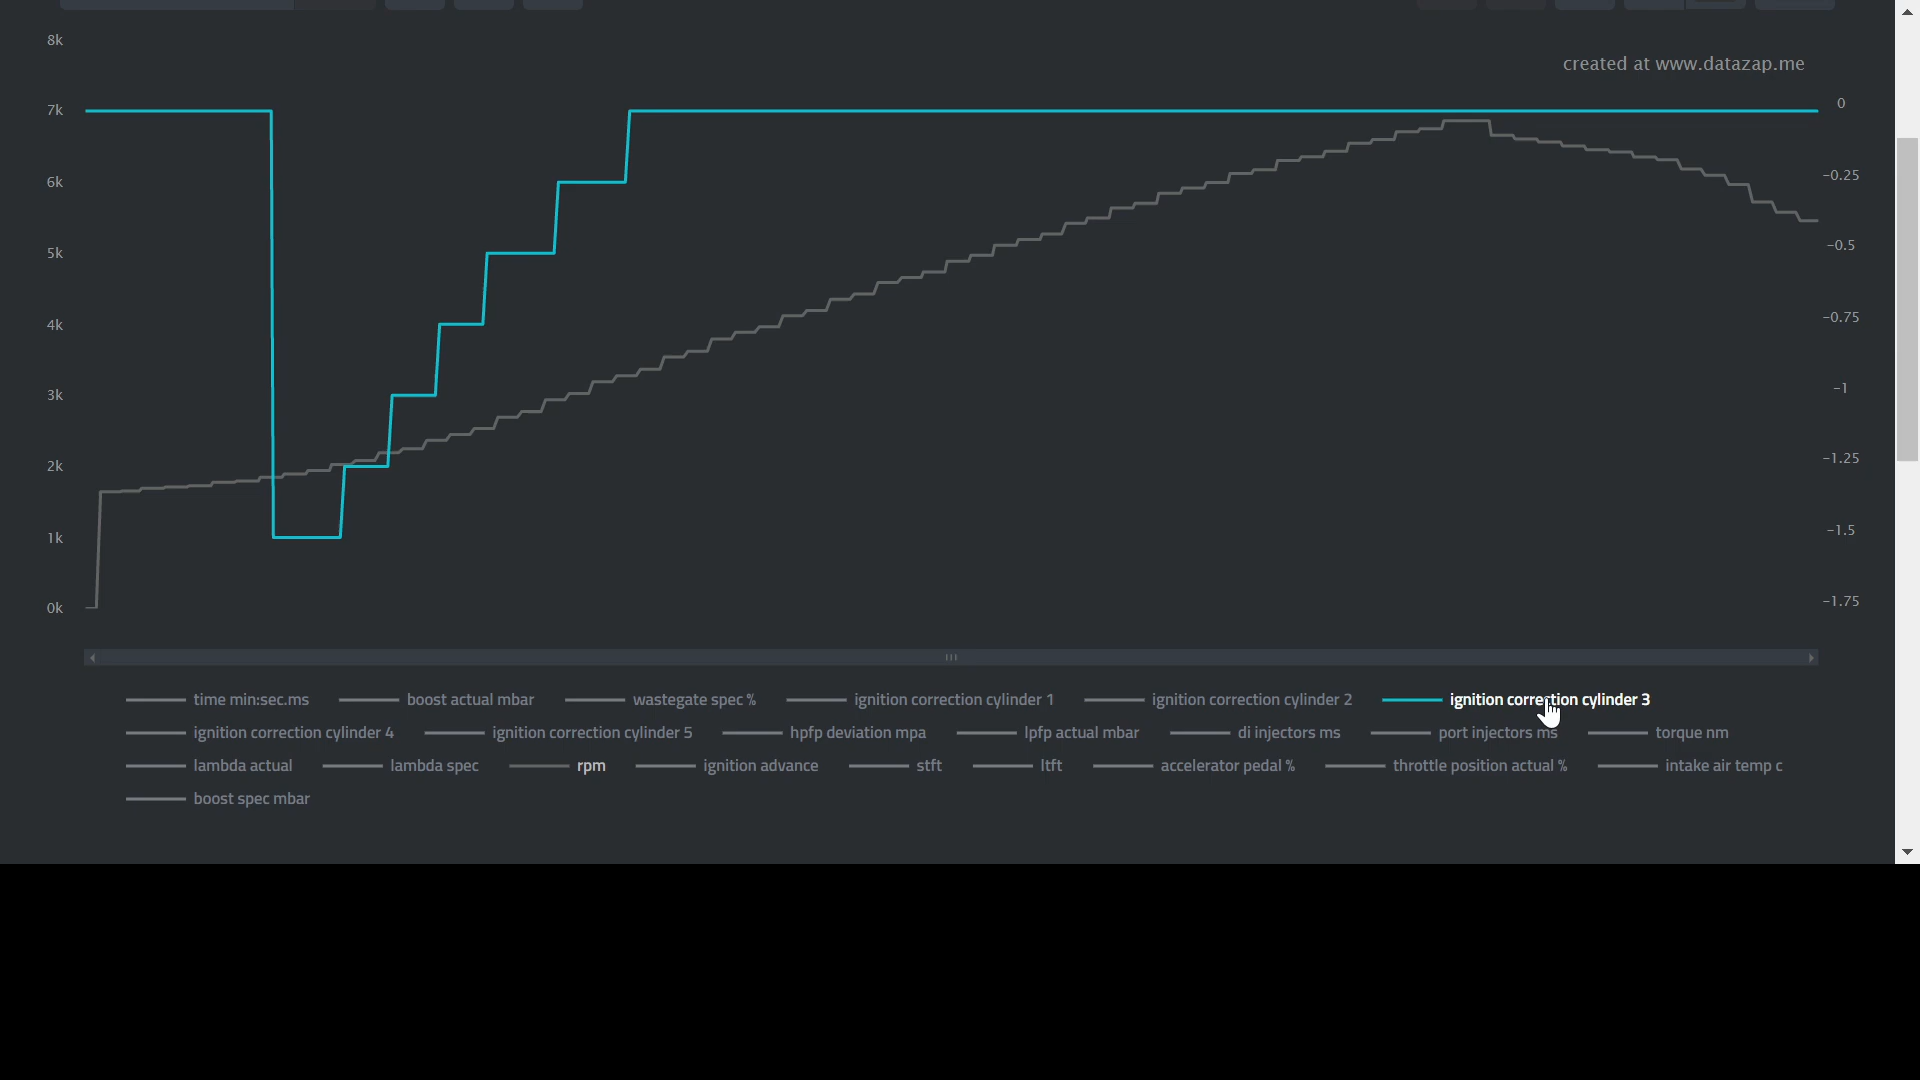 8k
created at www.datazap.me
7k
0
6k
-0.25
5k
-0.5
4k
-0.75
3k
-1
2k
-1.25
1k
-1.5
0k
-1.75
time min:sec.ms boost actual mbar wastegate spec % ignition correction cylinder 1 ignition correction cylinder 2 ignition correction cylinder 3
ignition correction cylinder 4 ignition correction cylinder 5 hpfp deviation mpa lpfp actual mbar di injectors ms port injectors ms torque nm
lambda actual lambda spec rpm ignition advance stft ltft accelerator pedal % throttle position actual % intake air temp c
boost spec mbar